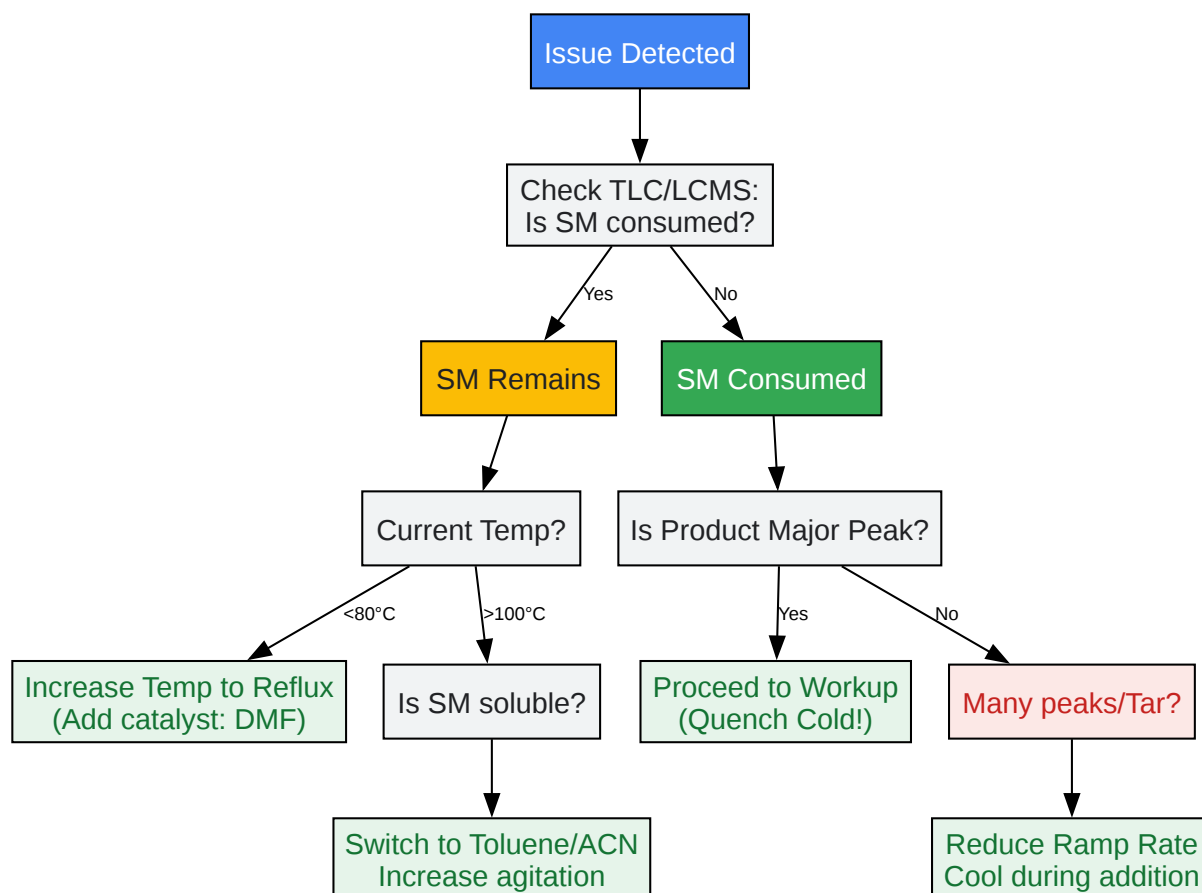 Issue Detected
Check TLC/LCMS:
Is SM consumed?
Yes
No
SM Remains
SM Consumed
Current Temp?
Is Product Major Peak?
<80°C
>100°C
Yes
No
Increase Temp to Reflux
(Add catalyst: DMF)
Is SM soluble?
Proceed to Workup
(Quench Cold!)
Many peaks/Tar?
Switch to Toluene/ACN
Increase agitation
Reduce Ramp Rate
Cool during addition